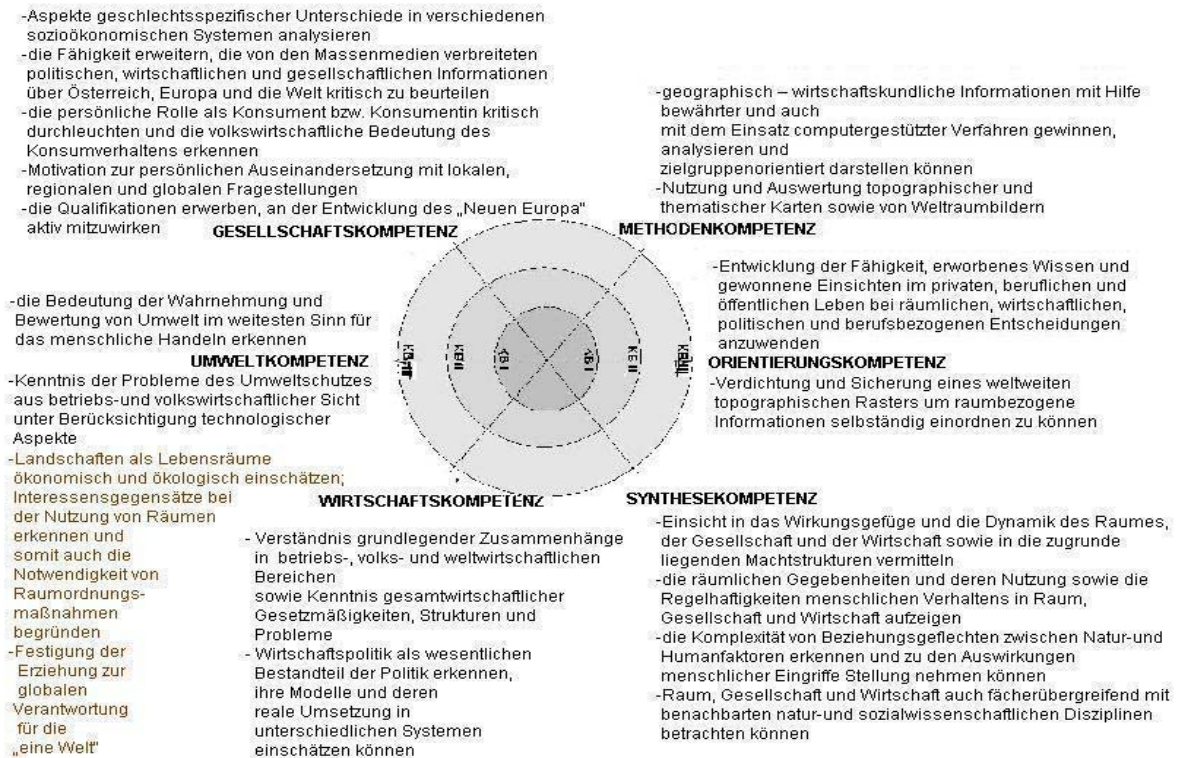 -Aspekte geschlechtsspezifischer Unterschiede in verschiedenen
sozioökonomischen Systemen analysieren
-die Fähigkeit erweitern, die von den Massenmedien verbreiteten
politischen, wirtschaftlichen und gesellschaftlichen Informationen
über Österreich, Europa und die Welt kritisch zu beurteilen
-die persönliche Rolle als Konsument bzw. Konsumentin kritisch
durchleuchten und die volkswirtschaftliche Bedeutung des
Konsumverhaltens erkennen
-Motivation zur persönlichen Auseinandersetzung mit lokalen,
regionalen und globalen Fragestellungen
-die Qualifikationen erwerben, an der Entwicklung des „Neuen Europa"
aktiv mitzuwirken
GESELLSCHAFTSKOMPETENZ
-geographisch – wirtschaftskundliche Informationen mit Hilfe
bewährter und auch
mit dem Einsatz computergestützter Verfahren gewinnen,
analysieren und
zielgruppenorientiert darstellen können
-Nutzung und Auswertung topographischer und
thematischer Karten sowie von Weltraumbildern
METHODENKOMPETENZ
-die Bedeutung der Wahrnehmung und
Bewertung von Umwelt im weitesten Sinn für
das menschliche Handeln erkennen
UMWELTKOMPETENZ
-Kenntnis der Probleme des Umweltschutzes
aus betriebs-und volkswirtschaftlicher Sicht
unter Berücksichtigung technologischer
Aspekte
-Landschaften als Lebensräume
ökonomisch und ökologisch einschätzen;
Interessensgegensätze bei
der Nutzung von Räumen
erkennen und
somit auch die
Notwendigkeit von
Raumordnungs-
maßnahmen
begründen
-Festigung der
Erziehung zur
globalen
Verantwortung
für die
„eine Welt"
KB III
KB II
KB I
KB I
KB II
KB III
-Entwicklung der Fähigkeit, erworbenes Wissen und
gewonnene Einsichten im privaten, beruflichen und
öffentlichen Leben bei räumlichen, wirtschaftlichen,
politischen und berufsbezogenen Entscheidungen
anzuwenden
ORIENTIERUNGSKOMPETENZ
-Verdichtung und Sicherung eines weltweiten
topographischen Rasters um raumbezogene
Informationen selbständig einordnen zu können
WIRTSCHAFTSKOMPETENZ
- Verständnis grundlegender Zusammenhänge
in betriebs-, volks- und weltwirtschaftlichen
Bereichen
sowie Kenntnis gesamtwirtschaftlicher
Gesetzmäßigkeiten, Strukturen und
Probleme
- Wirtschaftspolitik als wesentlichen
Bestandteil der Politik erkennen,
ihre Modelle und deren
reale Umsetzung in
unterschiedlichen Systemen
einschätzen können
SYNTHESEKOMPETENZ
-Einsicht in das Wirkungsgefüge und die Dynamik des Raumes,
der Gesellschaft und der Wirtschaft sowie in die zugrunde
liegenden Machtstrukturen vermitteln
-die räumlichen Gegebenheiten und deren Nutzung sowie die
Regelhaftigkeiten menschlichen Verhaltens in Raum,
Gesellschaft und Wirtschaft aufzeigen
-die Komplexität von Beziehungsgeflechten zwischen Natur-und
Humanfaktoren erkennen und zu den Auswirkungen
menschlicher Eingriffe Stellung nehmen können
-Raum, Gesellschaft und Wirtschaft auch fächerübergreifend mit
benachbarten natur-und sozialwissenschaftlichen Disziplinen
betrachten können